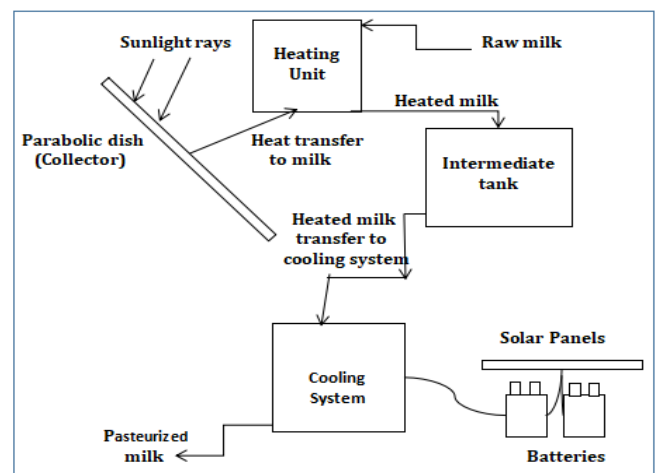 Sunlight rays
Heating
Unit
Raw milk
Heated milk
Parabolic dish
(Collector)
Heat transfer
to milk
Intermediate
tank
Heated milk
transfer to
cooling system
Solar Panels
Cooling
System
Pasteurized
milk
Batteries